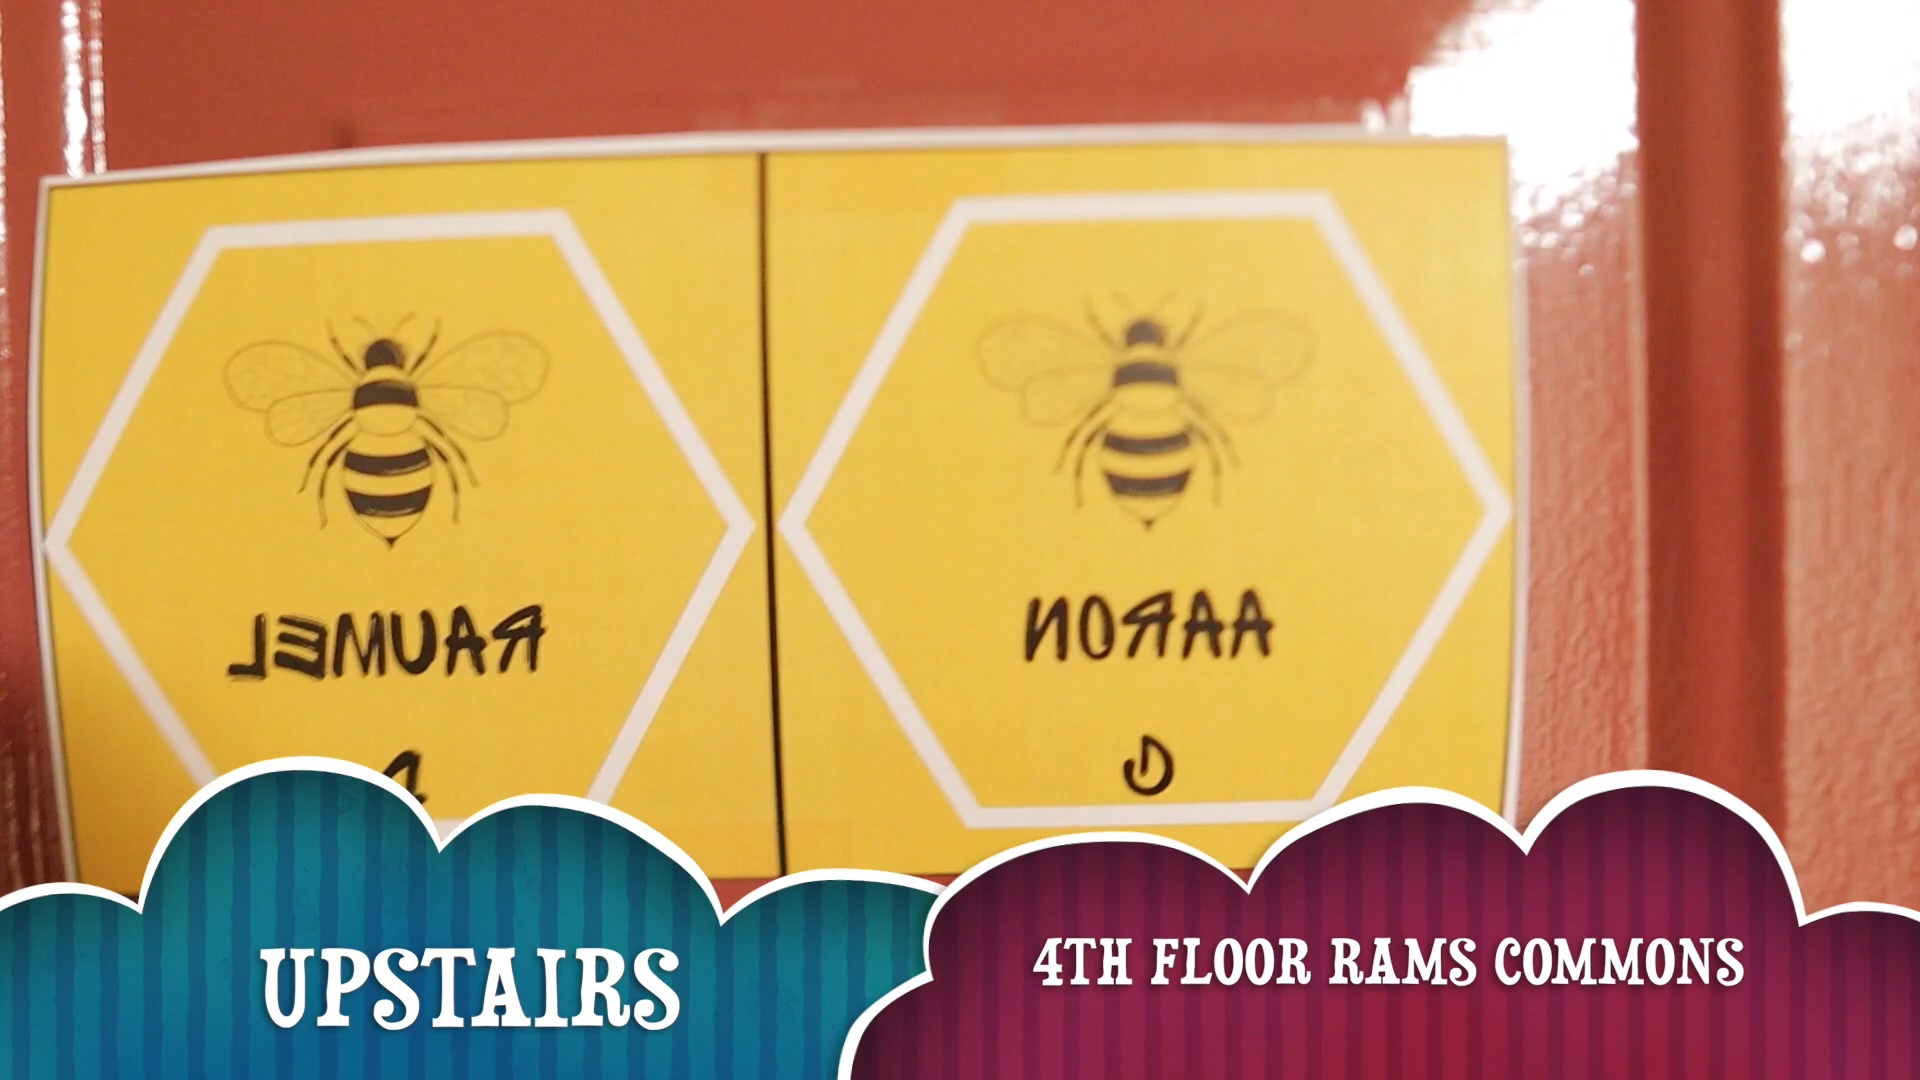 RAUMEL
AARON
G
UPSTAIRS
4TH FLOOR RAMS COMMONS